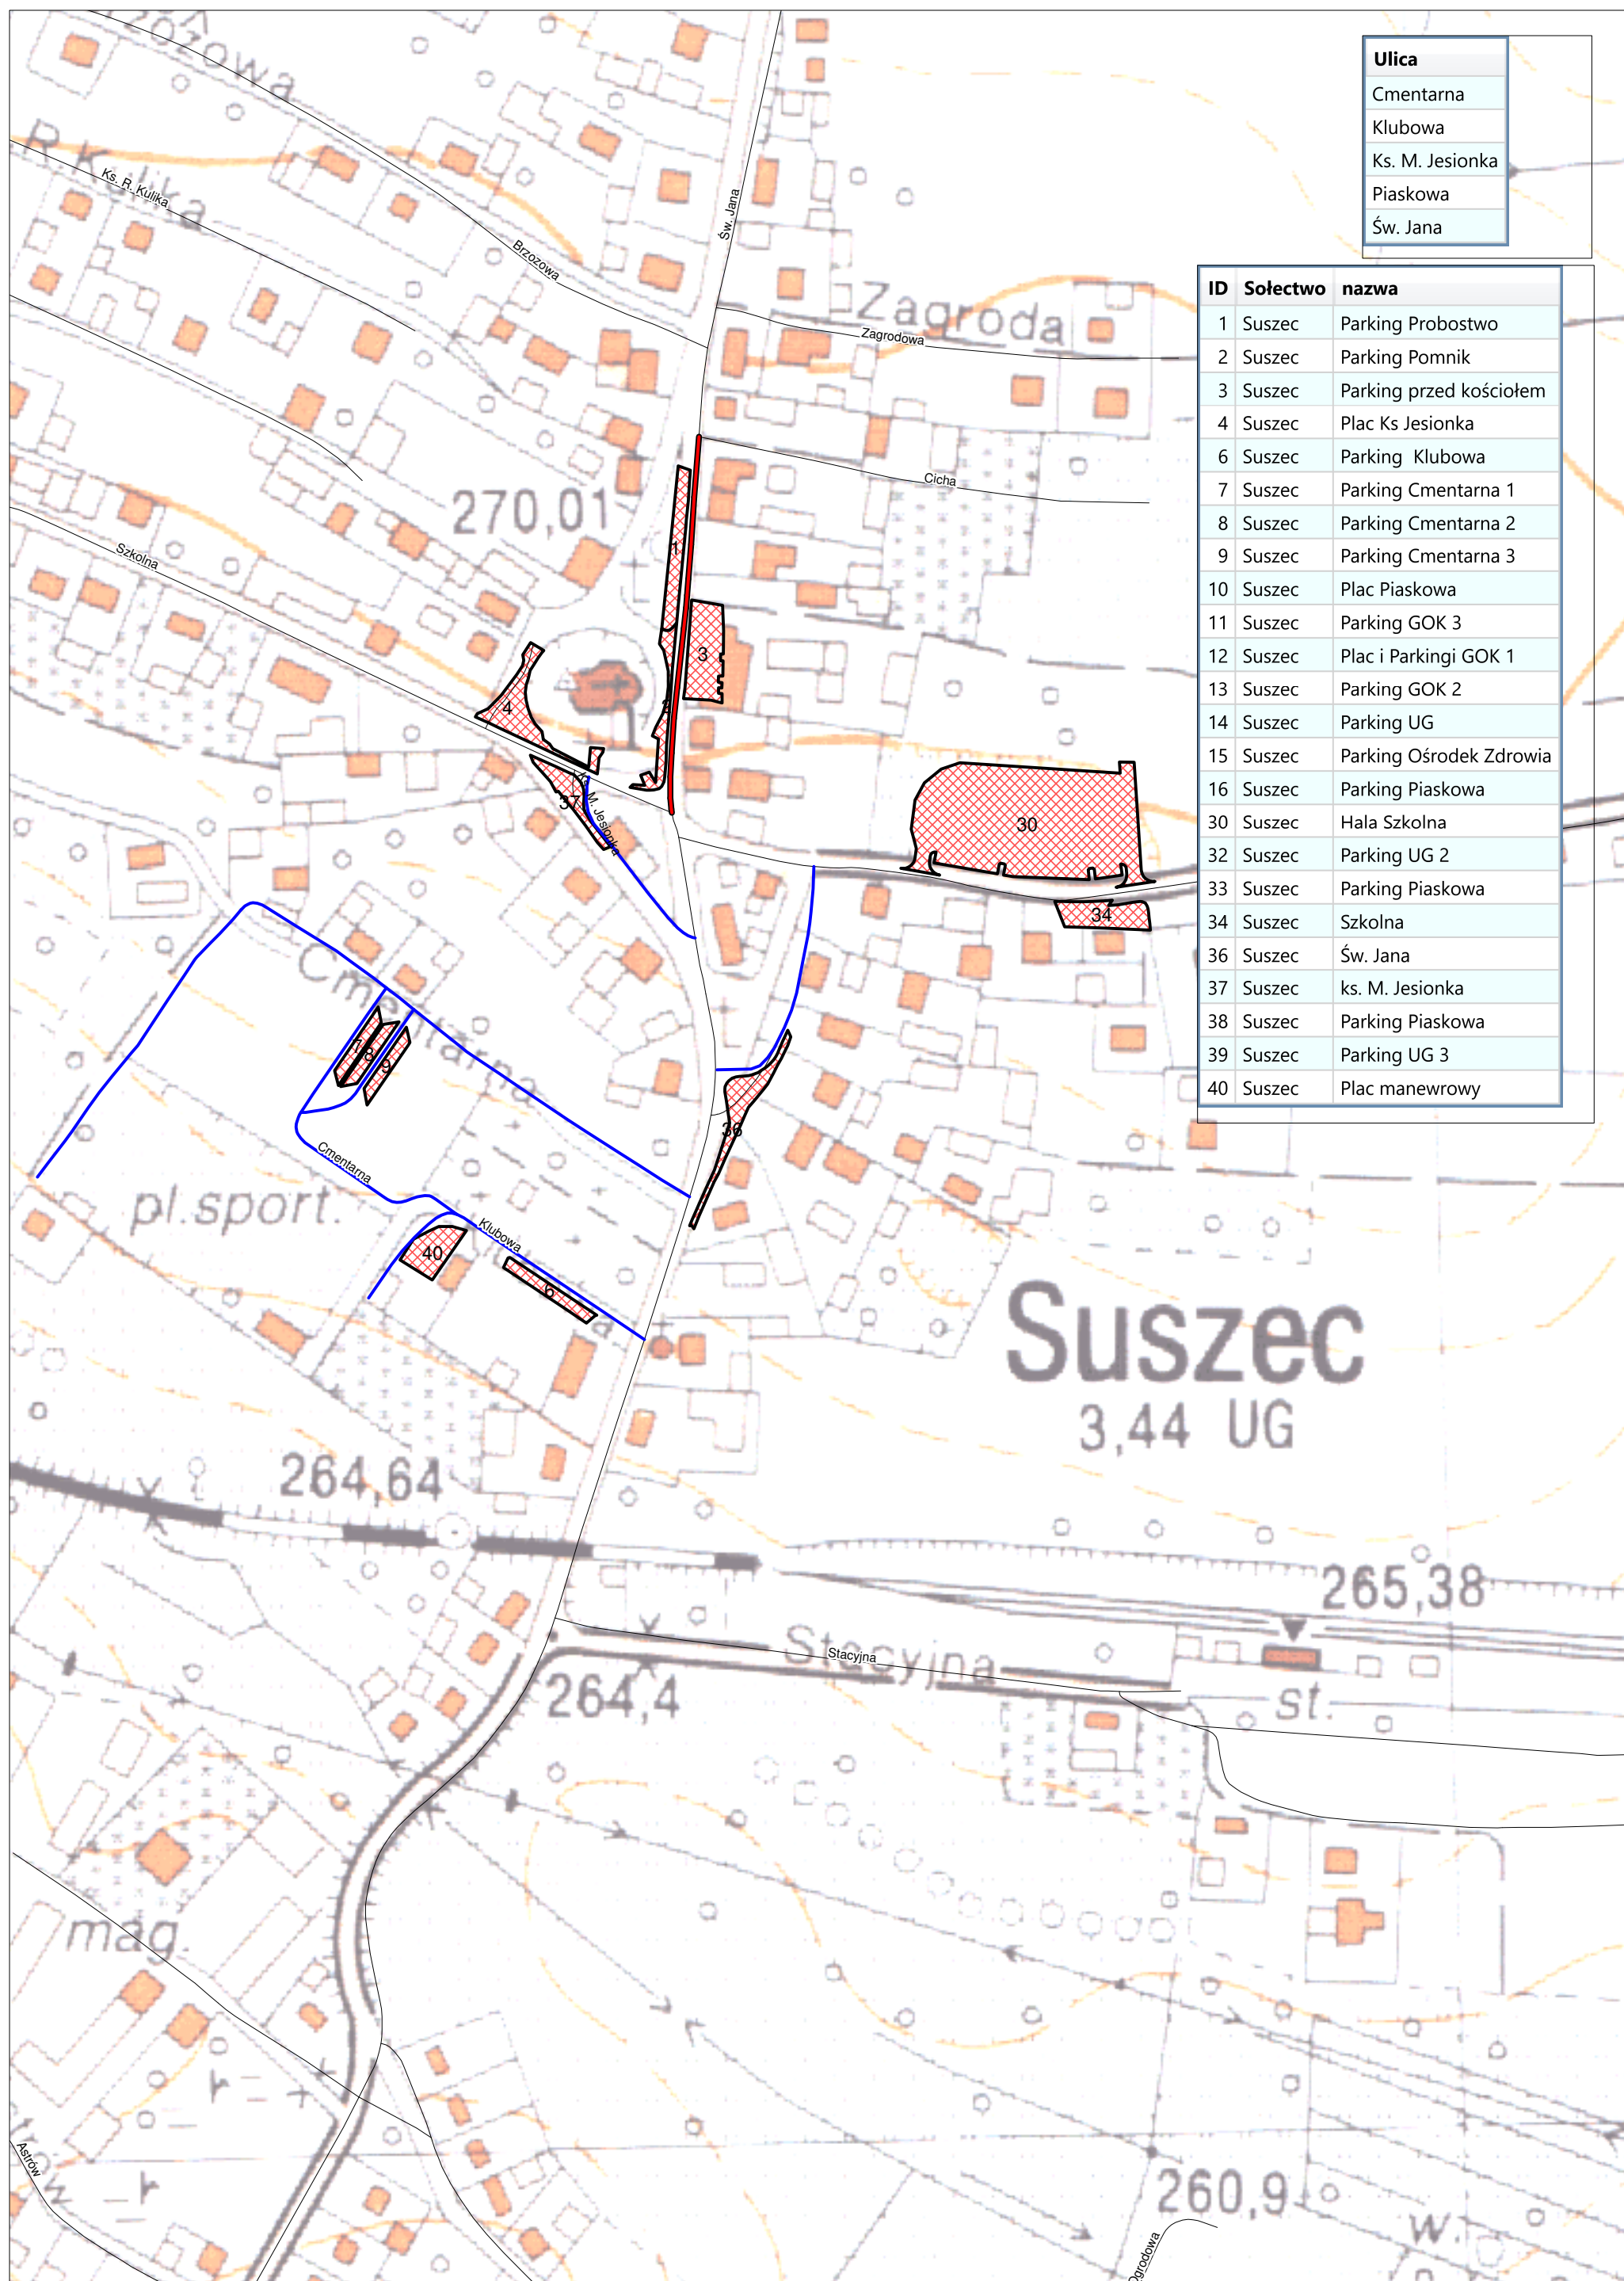 Brzozowa
R. Kulika
Ks. R. Kulika
Brzozowa
Św. Jana
Zagroda
Zagrodowa
Cicha
270,01
Szkolna
1
3
4
37
ks. M. Jesionka
30
34
Cmentarna
7
8
9
36
Cmentarna
pl.sport.
Klubowa
40
6
Suszec
3,44 UG
264,64
265,38
Stacyjna
Stacyjna
264,4
st.
mag.
Astrów
260,9
w.
Ogrodowa
Ulica
Cmentarna
Klubowa
Ks. M. Jesionka
Piaskowa
Św. Jana
ID Sołectwo nazwa
1 Suszec Parking Probostwo
2 Suszec Parking Pomnik
3 Suszec Parking przed kościołem
4 Suszec Plac Ks Jesionka
6 Suszec Parking  Klubowa
7 Suszec Parking Cmentarna 1
8 Suszec Parking Cmentarna 2
9 Suszec Parking Cmentarna 3
10 Suszec Plac Piaskowa
11 Suszec Parking GOK 3
12 Suszec Plac i Parkingi GOK 1
13 Suszec Parking GOK 2
14 Suszec Parking UG
15 Suszec Parking Ośrodek Zdrowia
16 Suszec Parking Piaskowa
30 Suszec Hala Szkolna
32 Suszec Parking UG 2
33 Suszec Parking Piaskowa
34 Suszec Szkolna
36 Suszec Św. Jana
37 Suszec ks. M. Jesionka
38 Suszec Parking Piaskowa
39 Suszec Parking UG 3
40 Suszec Plac manewrowy